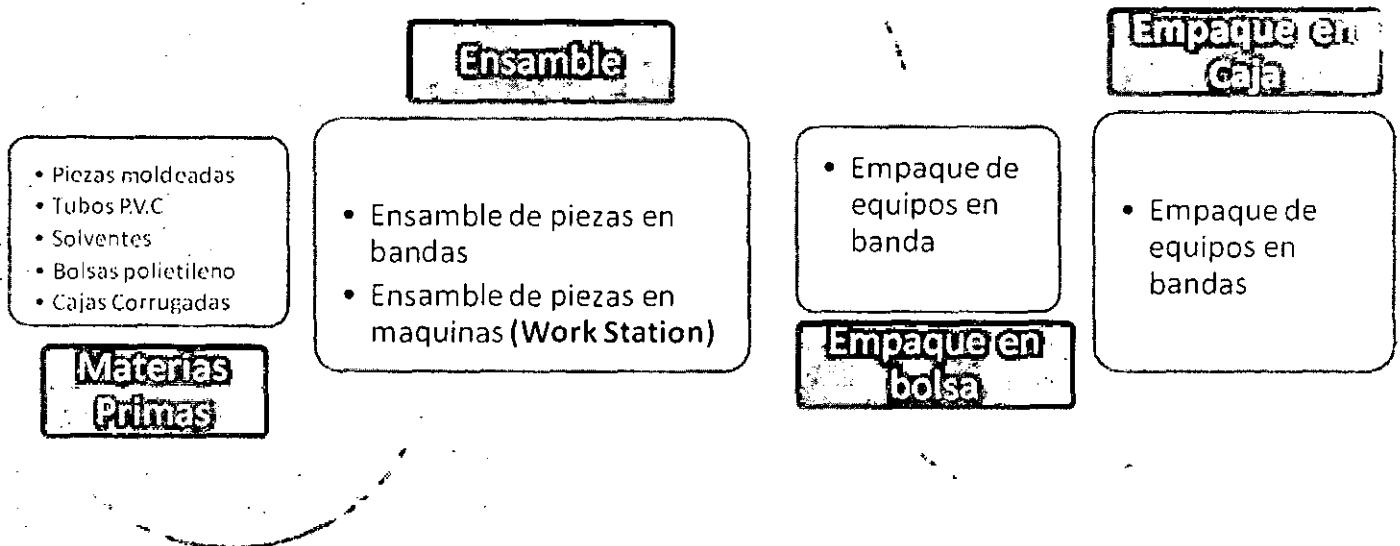 • Piezas moldeadas
• Tubos P.V.C
• Solventes
• Bolsas polietileno
• Cajas Corrugadas
Materias
Primas
Ensamble
• Ensamble de piezas en
bandas
• Ensamble de piezas en
maquinas (Work Station)
• Empaque de
equipos en
banda
Empaque en
bolsa
Empaque en
Caja
• Empaque de
equipos en
bandas